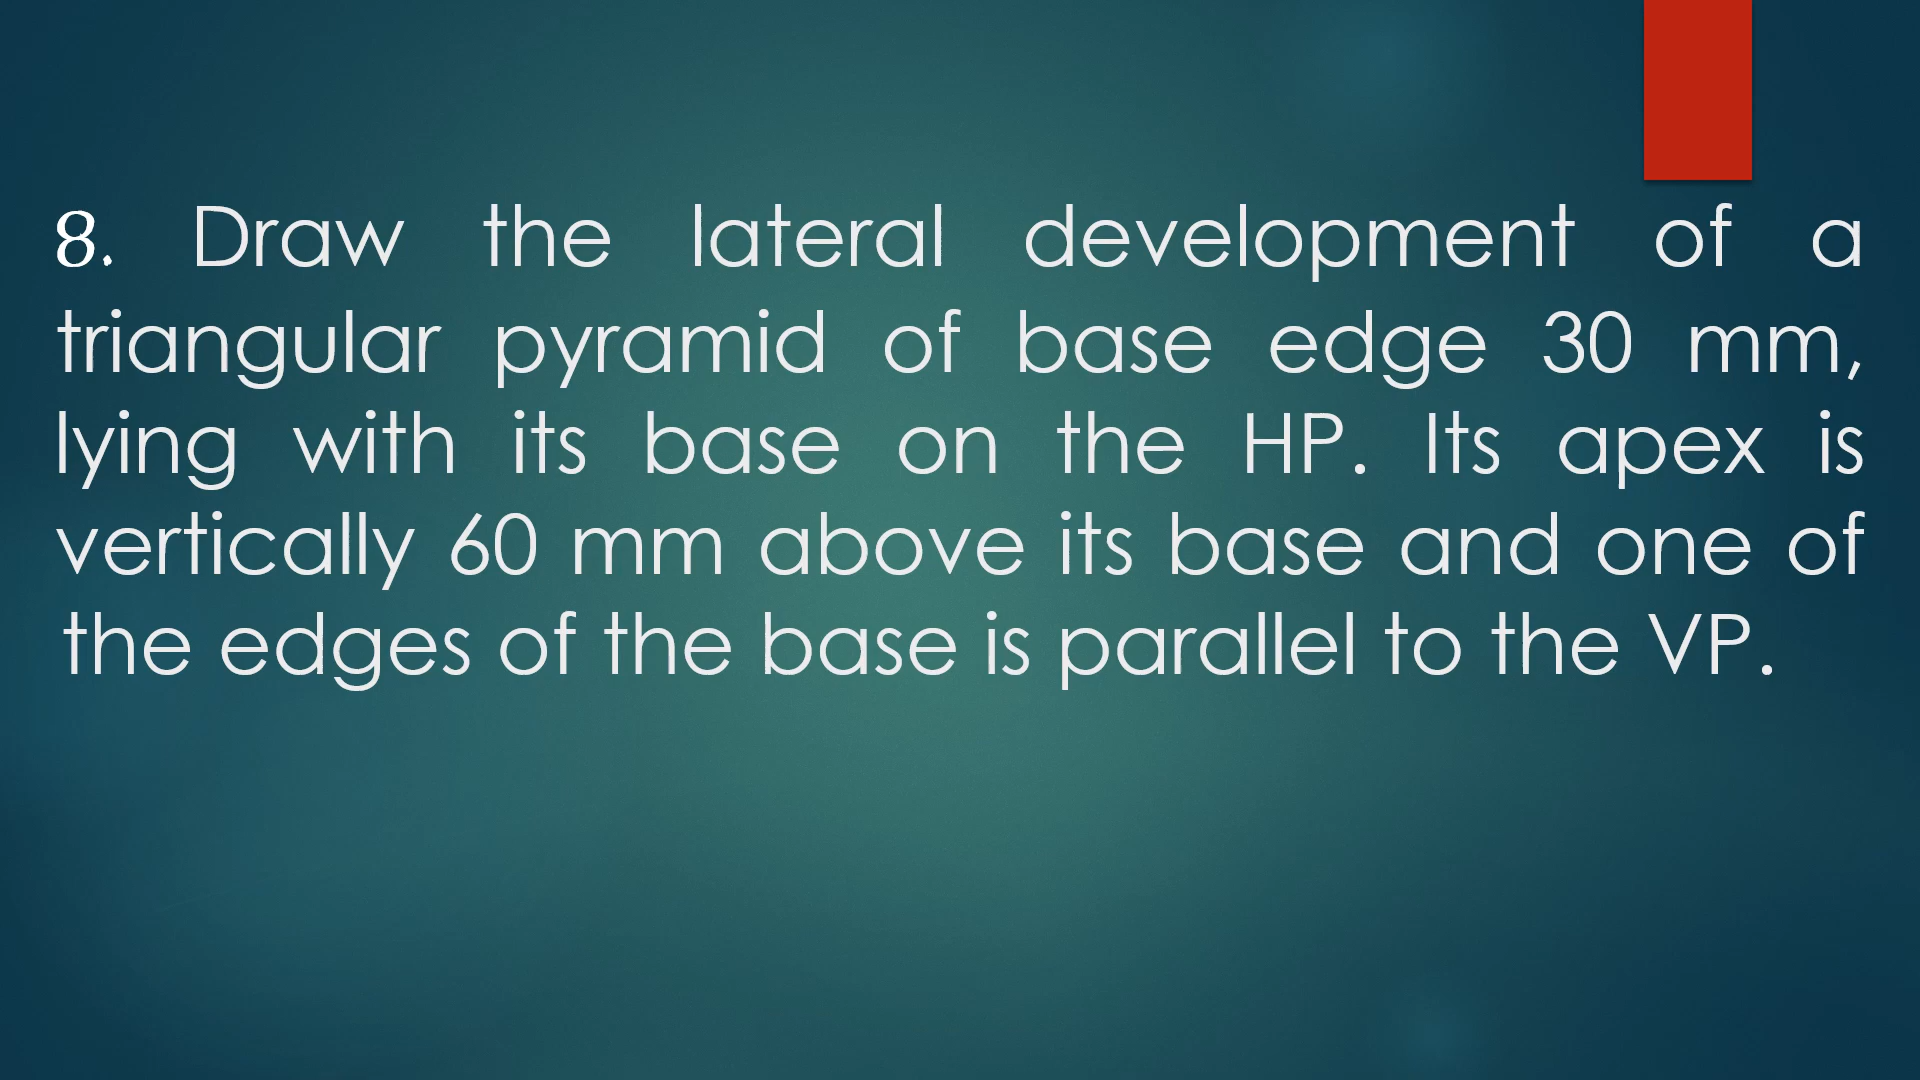 8. Draw the lateral development of a
triangular pyramid of base edge 30 mm,
lying with its base on the HP. Its apex is
vertically 60 mm above its base and one of
the edges of the base is parallel to the VP.